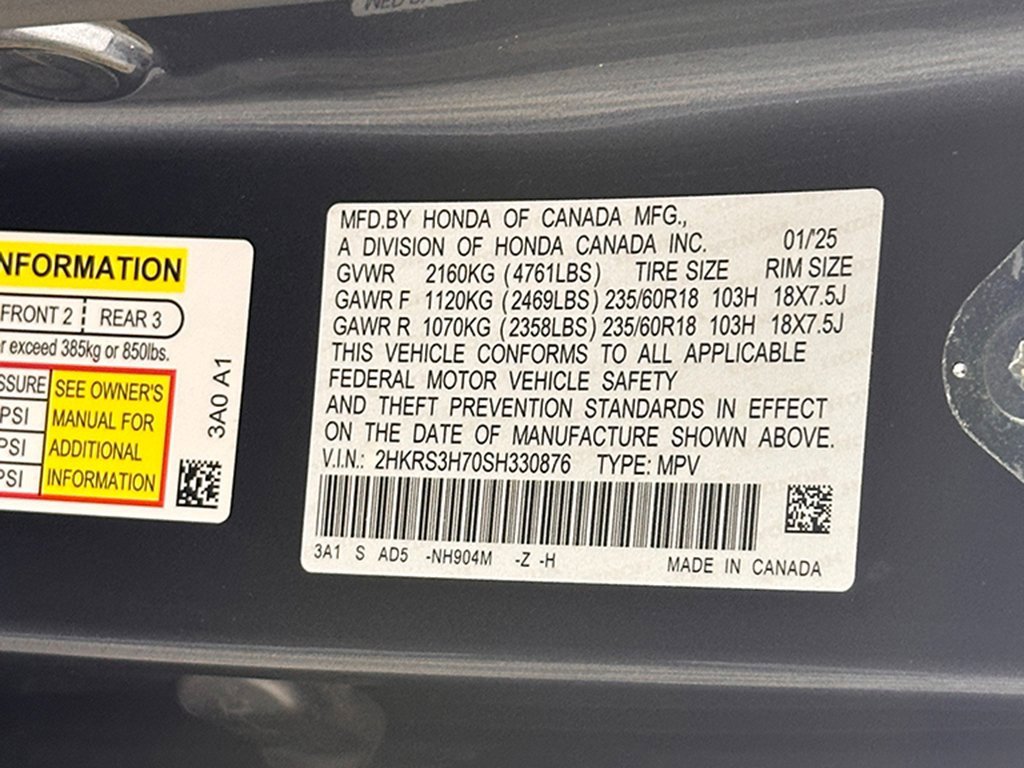 NFORMATION
FRONT 2 REAR 3
r exceed 385kg or 850lbs.
SSURE
PSI
PSI
PSI
SEE OWNER'S
MANUAL FOR
ADDITIONAL
INFORMATION
3A0 A1
MFD.BY HONDA OF CANADA MFG.,
A DIVISION OF HONDA CANADA INC. 01/'25
GVWR 2160KG (4761LBS) TIRE SIZE RIM SIZE
GAWR F 1120KG (2469LBS) 235/60R18 103H 18X7.5J
GAWR R 1070KG (2358LBS) 235/60R18 103H 18X7.5J
THIS VEHICLE CONFORMS TO ALL APPLICABLE
FEDERAL MOTOR VEHICLE SAFETY
AND THEFT PREVENTION STANDARDS IN EFFECT
ON THE DATE OF MANUFACTURE SHOWN ABOVE.
V.I.N.: 2HKRS3H70SH330876 TYPE: MPV
3A1 S AD5 -NH904M -Z -H MADE IN CANADA